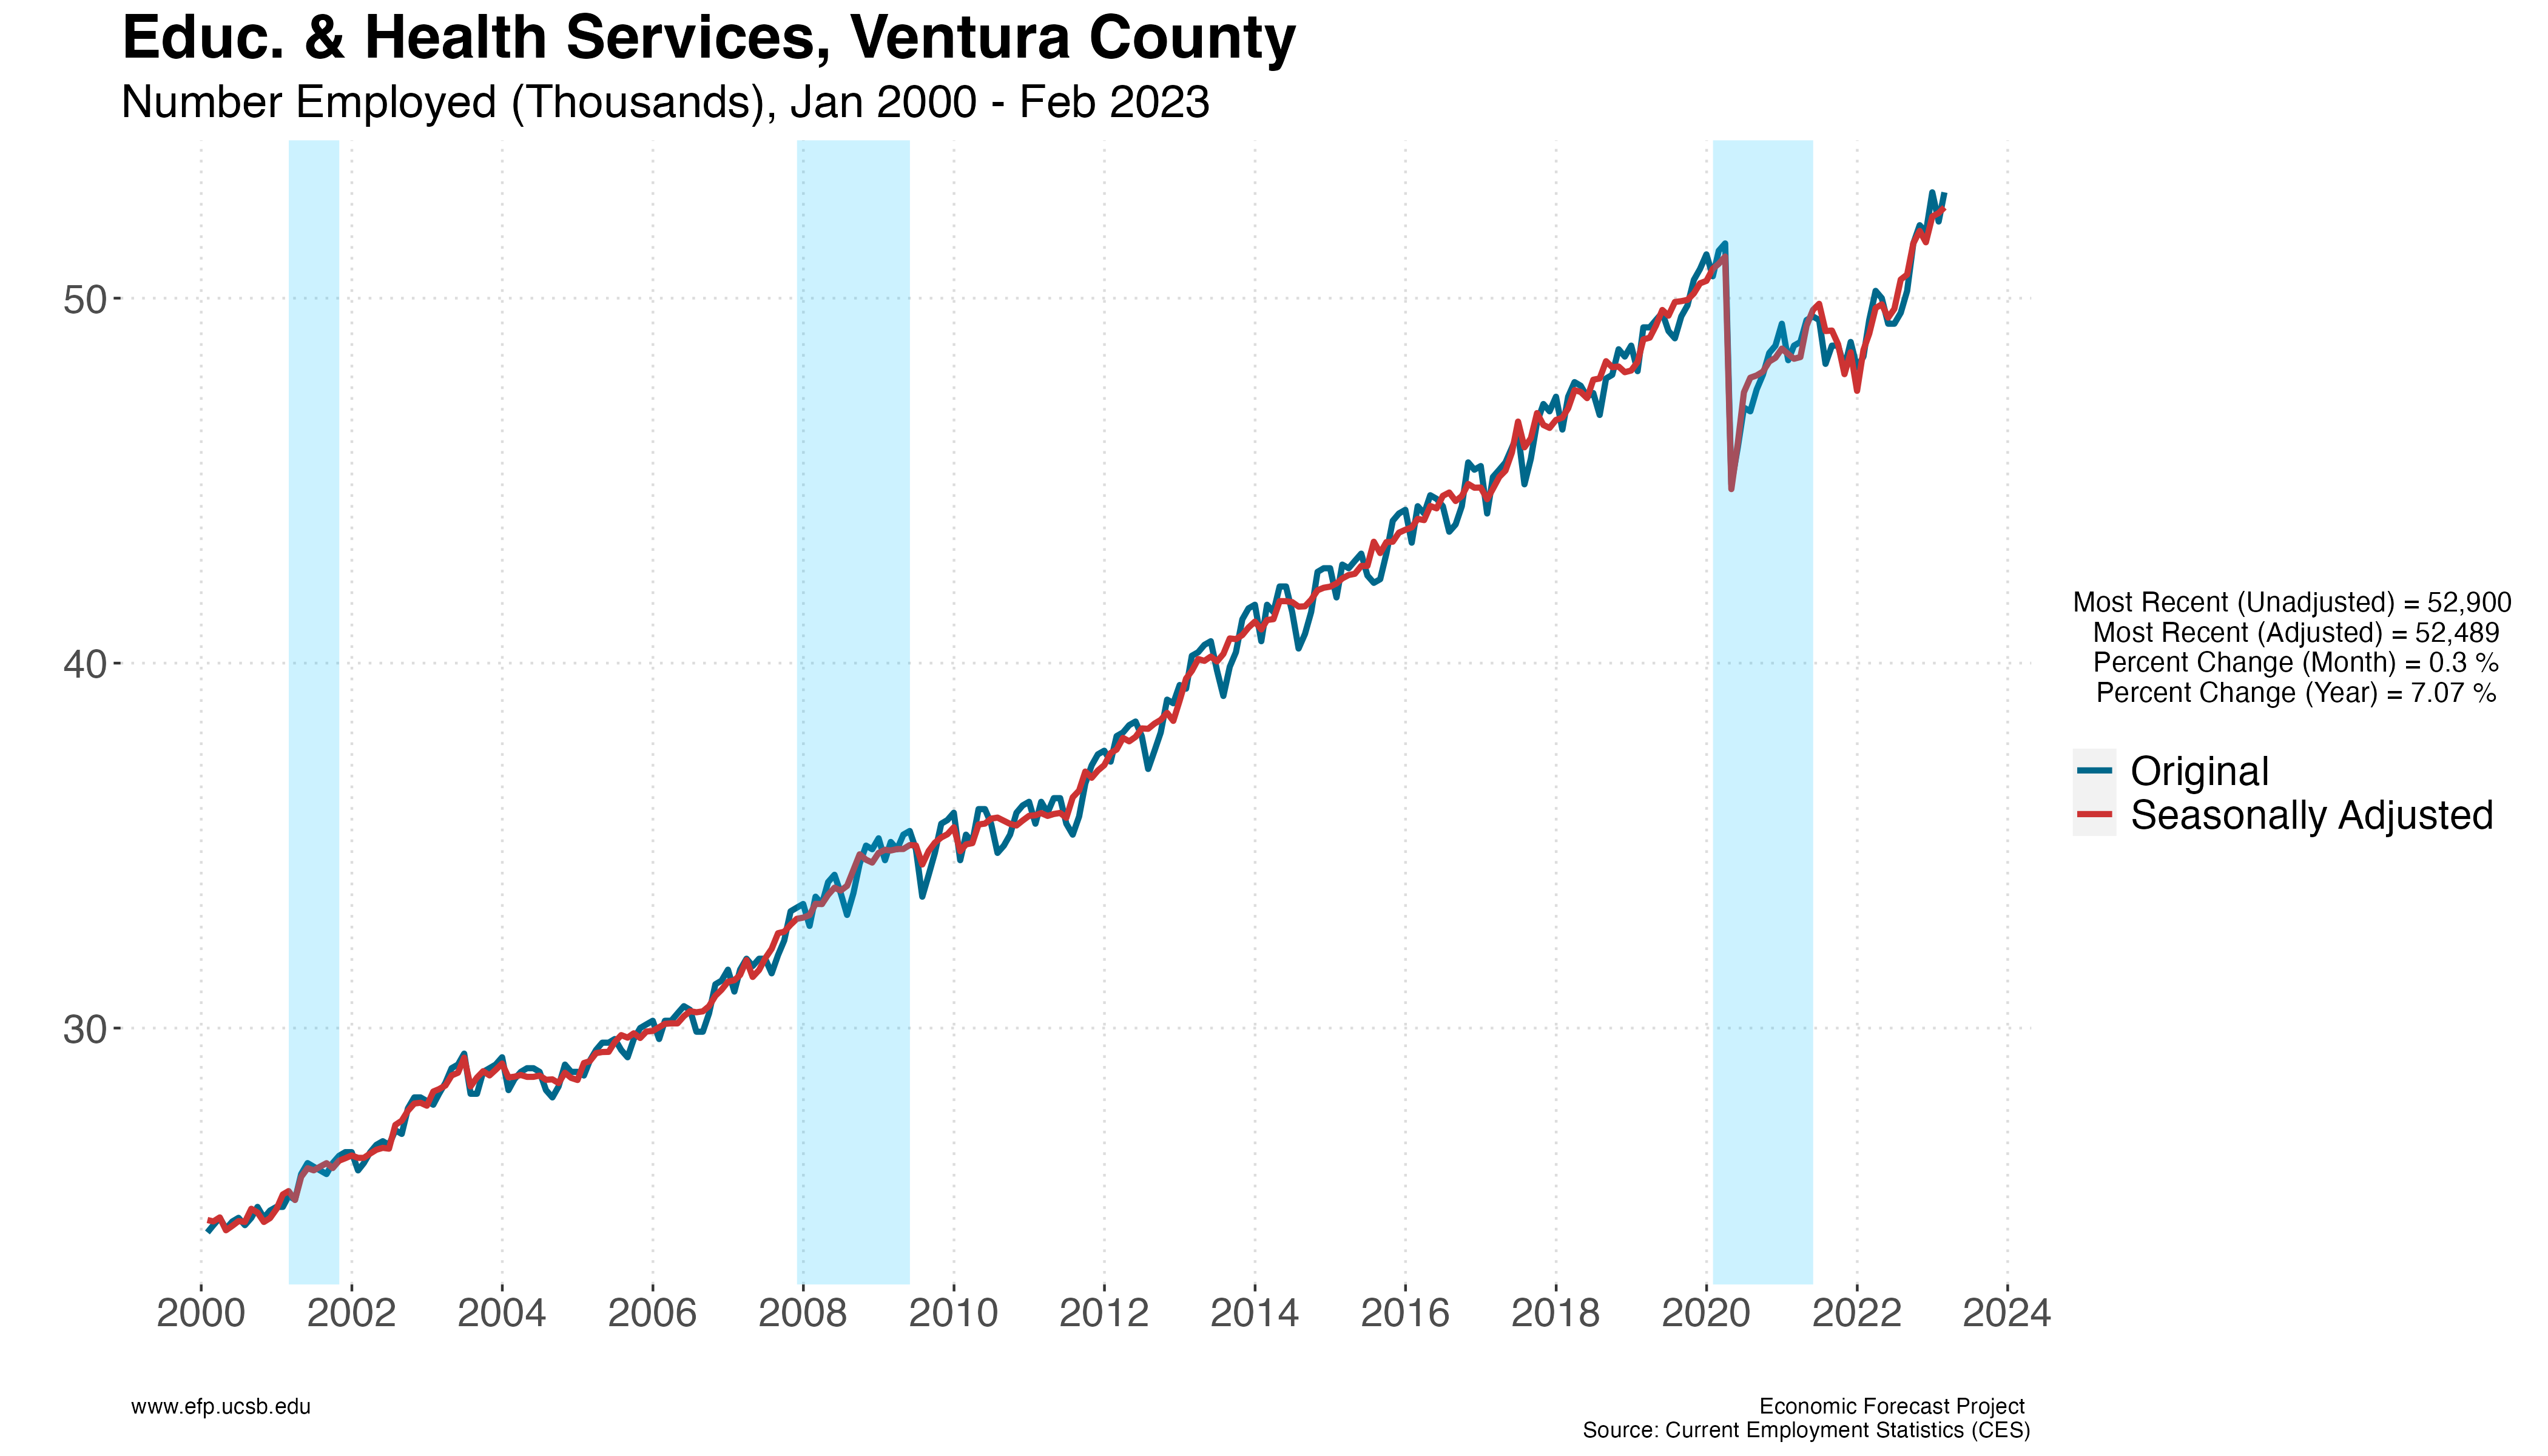 Educ. & Health Services, Ventura County
Number Employed (Thousands), Jan 2000 - Feb 2023
50
40
30
2000 2002 2004 2006 2008 2010 2012 2014 2016 2018 2020 2022 2024
Most Recent (Unadjusted) = 52,900
Most Recent (Adjusted) = 52,489
Percent Change (Month) = 0.3 %
Percent Change (Year) = 7.07 %
Original
Seasonally Adjusted
www.efp.ucsb.edu
Economic Forecast Project
Source: Current Employment Statistics (CES)